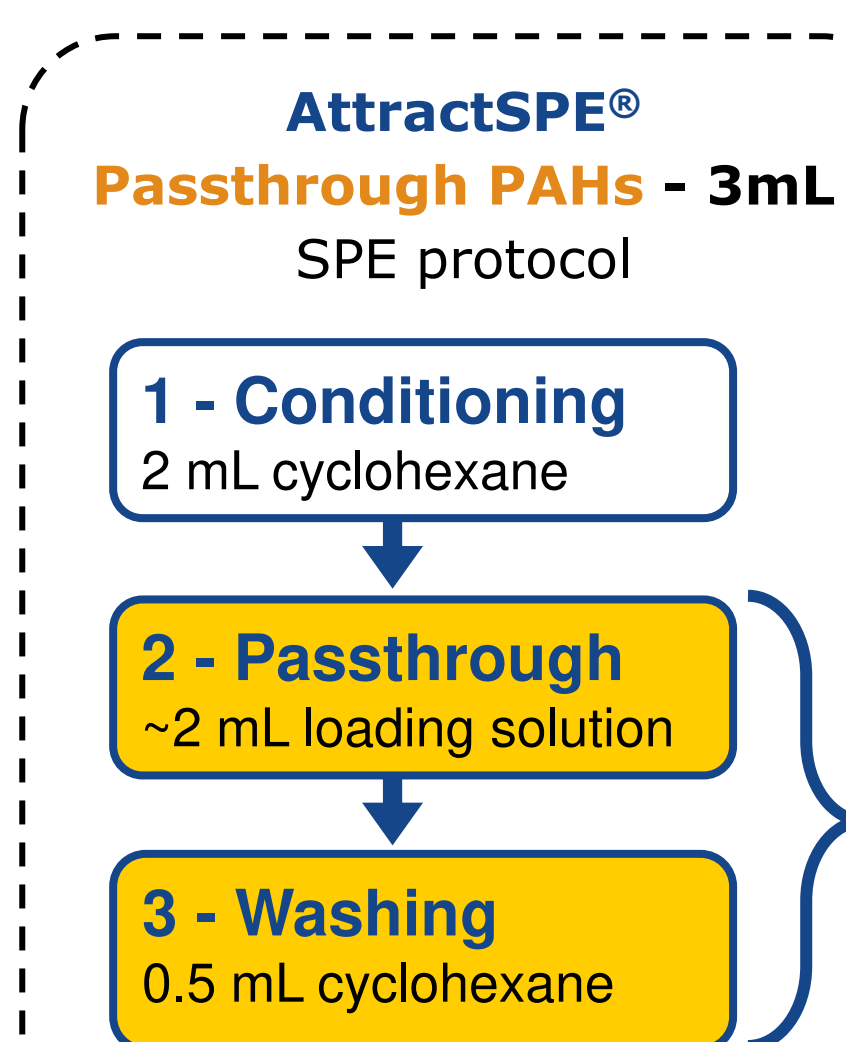 AttractSPE®
Passthrough PAHs - 3mL
SPE protocol
1 - Conditioning
2 mL cyclohexane
2 - Passthrough
~2 mL loading solution
3 - Washing
0.5 mL cyclohexane